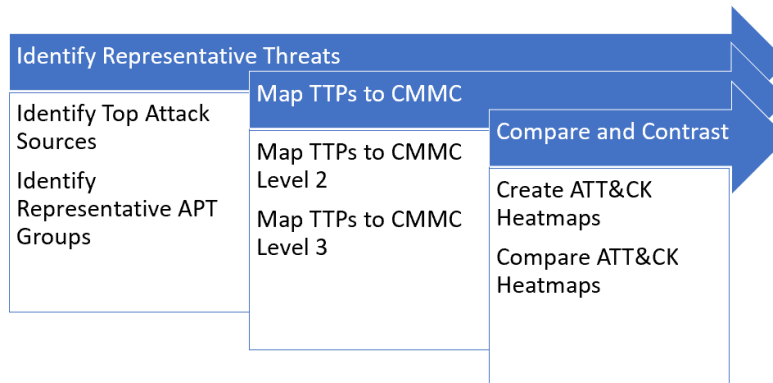 Identify Representative Threats
Identify Top Attack
Sources
Identify
Representative APT
Groups
Map TTPs to CMMC
Map TTPs to CMMC
Level 2
Map TTPs to CMMC
Level 3
Compare and Contrast
Create ATT&CK
Heatmaps
Compare ATT&CK
Heatmaps